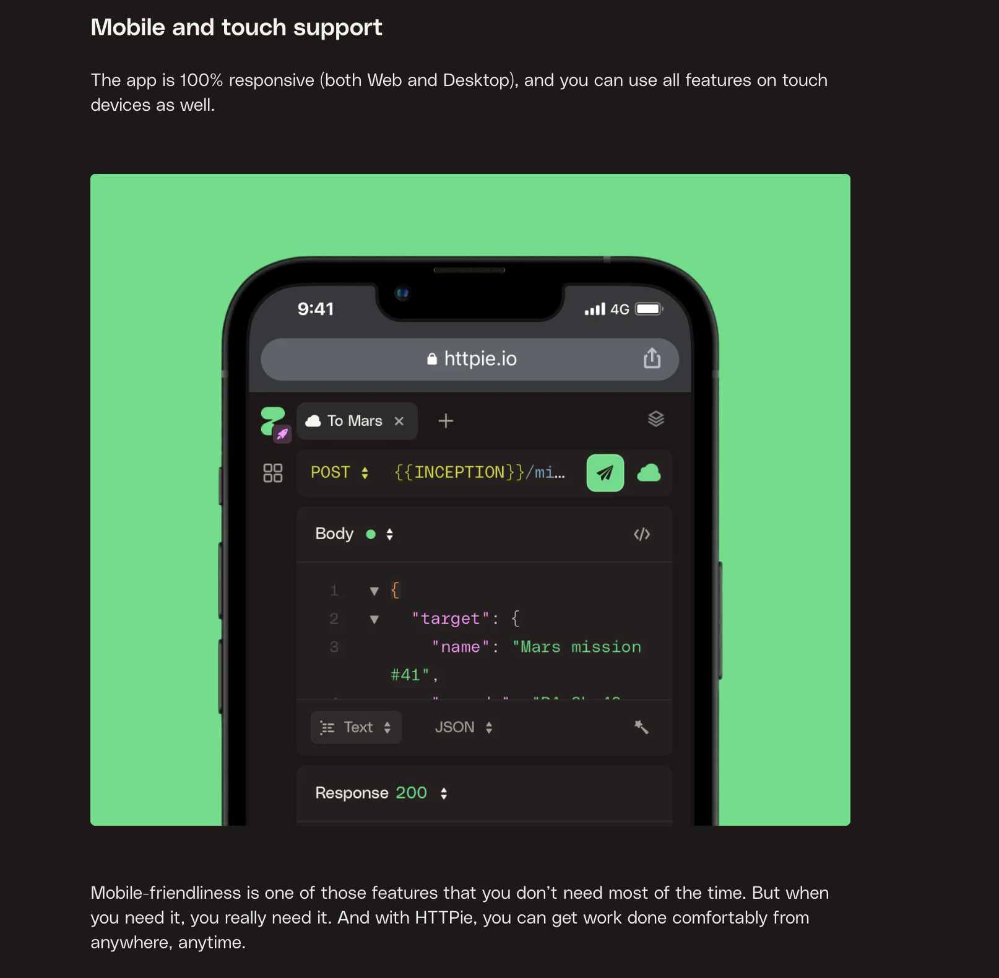 Mobile and touch support
The app is 100% responsive (both Web and Desktop), and you can use all features on touch
devices as well.
9:41
4G
httpie.io
To Mars
POST {{INCEPTION}}/mi…
Body
1 {
2 "target": {
3 "name": "Mars mission
#41",
Text JSON
Response 200
Mobile-friendliness is one of those features that you don’t need most of the time. But when
you need it, you really need it. And with HTTPie, you can get work done comfortably from
anywhere, anytime.